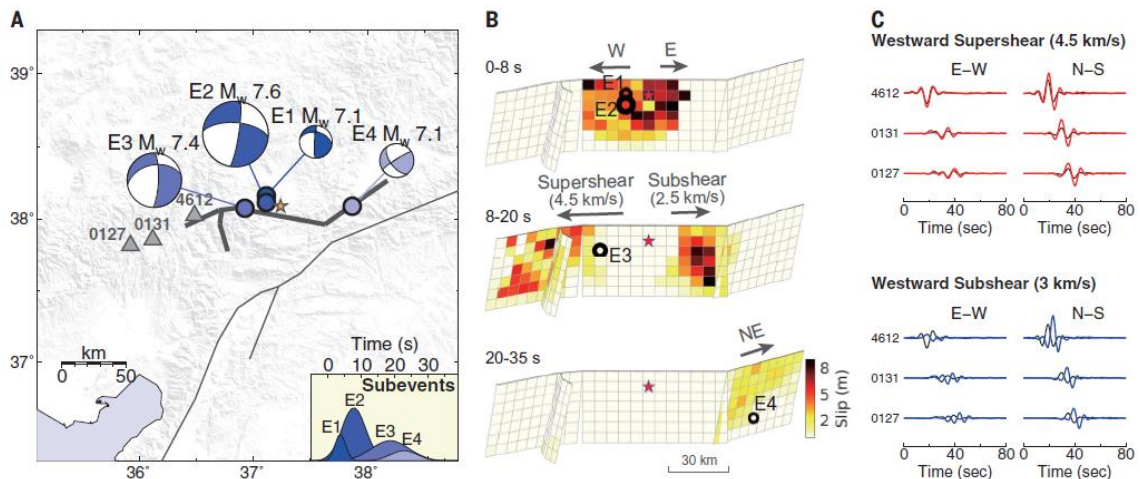 A
39°
38°
37°
36°
37°
38°
E2 Mw 7.6
E1 Mw 7.1
E3 Mw 7.4
E4 Mw 7.1
4612
0131
0127
km
0 50
Time (s)
0 10 20 30
Subevents
E2
E1
E3
E4
B
W E
0-8 s
E1
E2
Supershear
(4.5 km/s)
Subshear
(2.5 km/s)
8-20 s
E3
NE
20-35 s
E4
Slip (m)
8
5
2
30 km
C
Westward Supershear (4.5 km/s)
E–W N–S
4612
0131
0127
0 40 80 0 40 80
Time (sec) Time (sec)
Westward Subshear (3 km/s)
E–W N–S
4612
0131
0127
0 40 80 0 40 80
Time (sec) Time (sec)